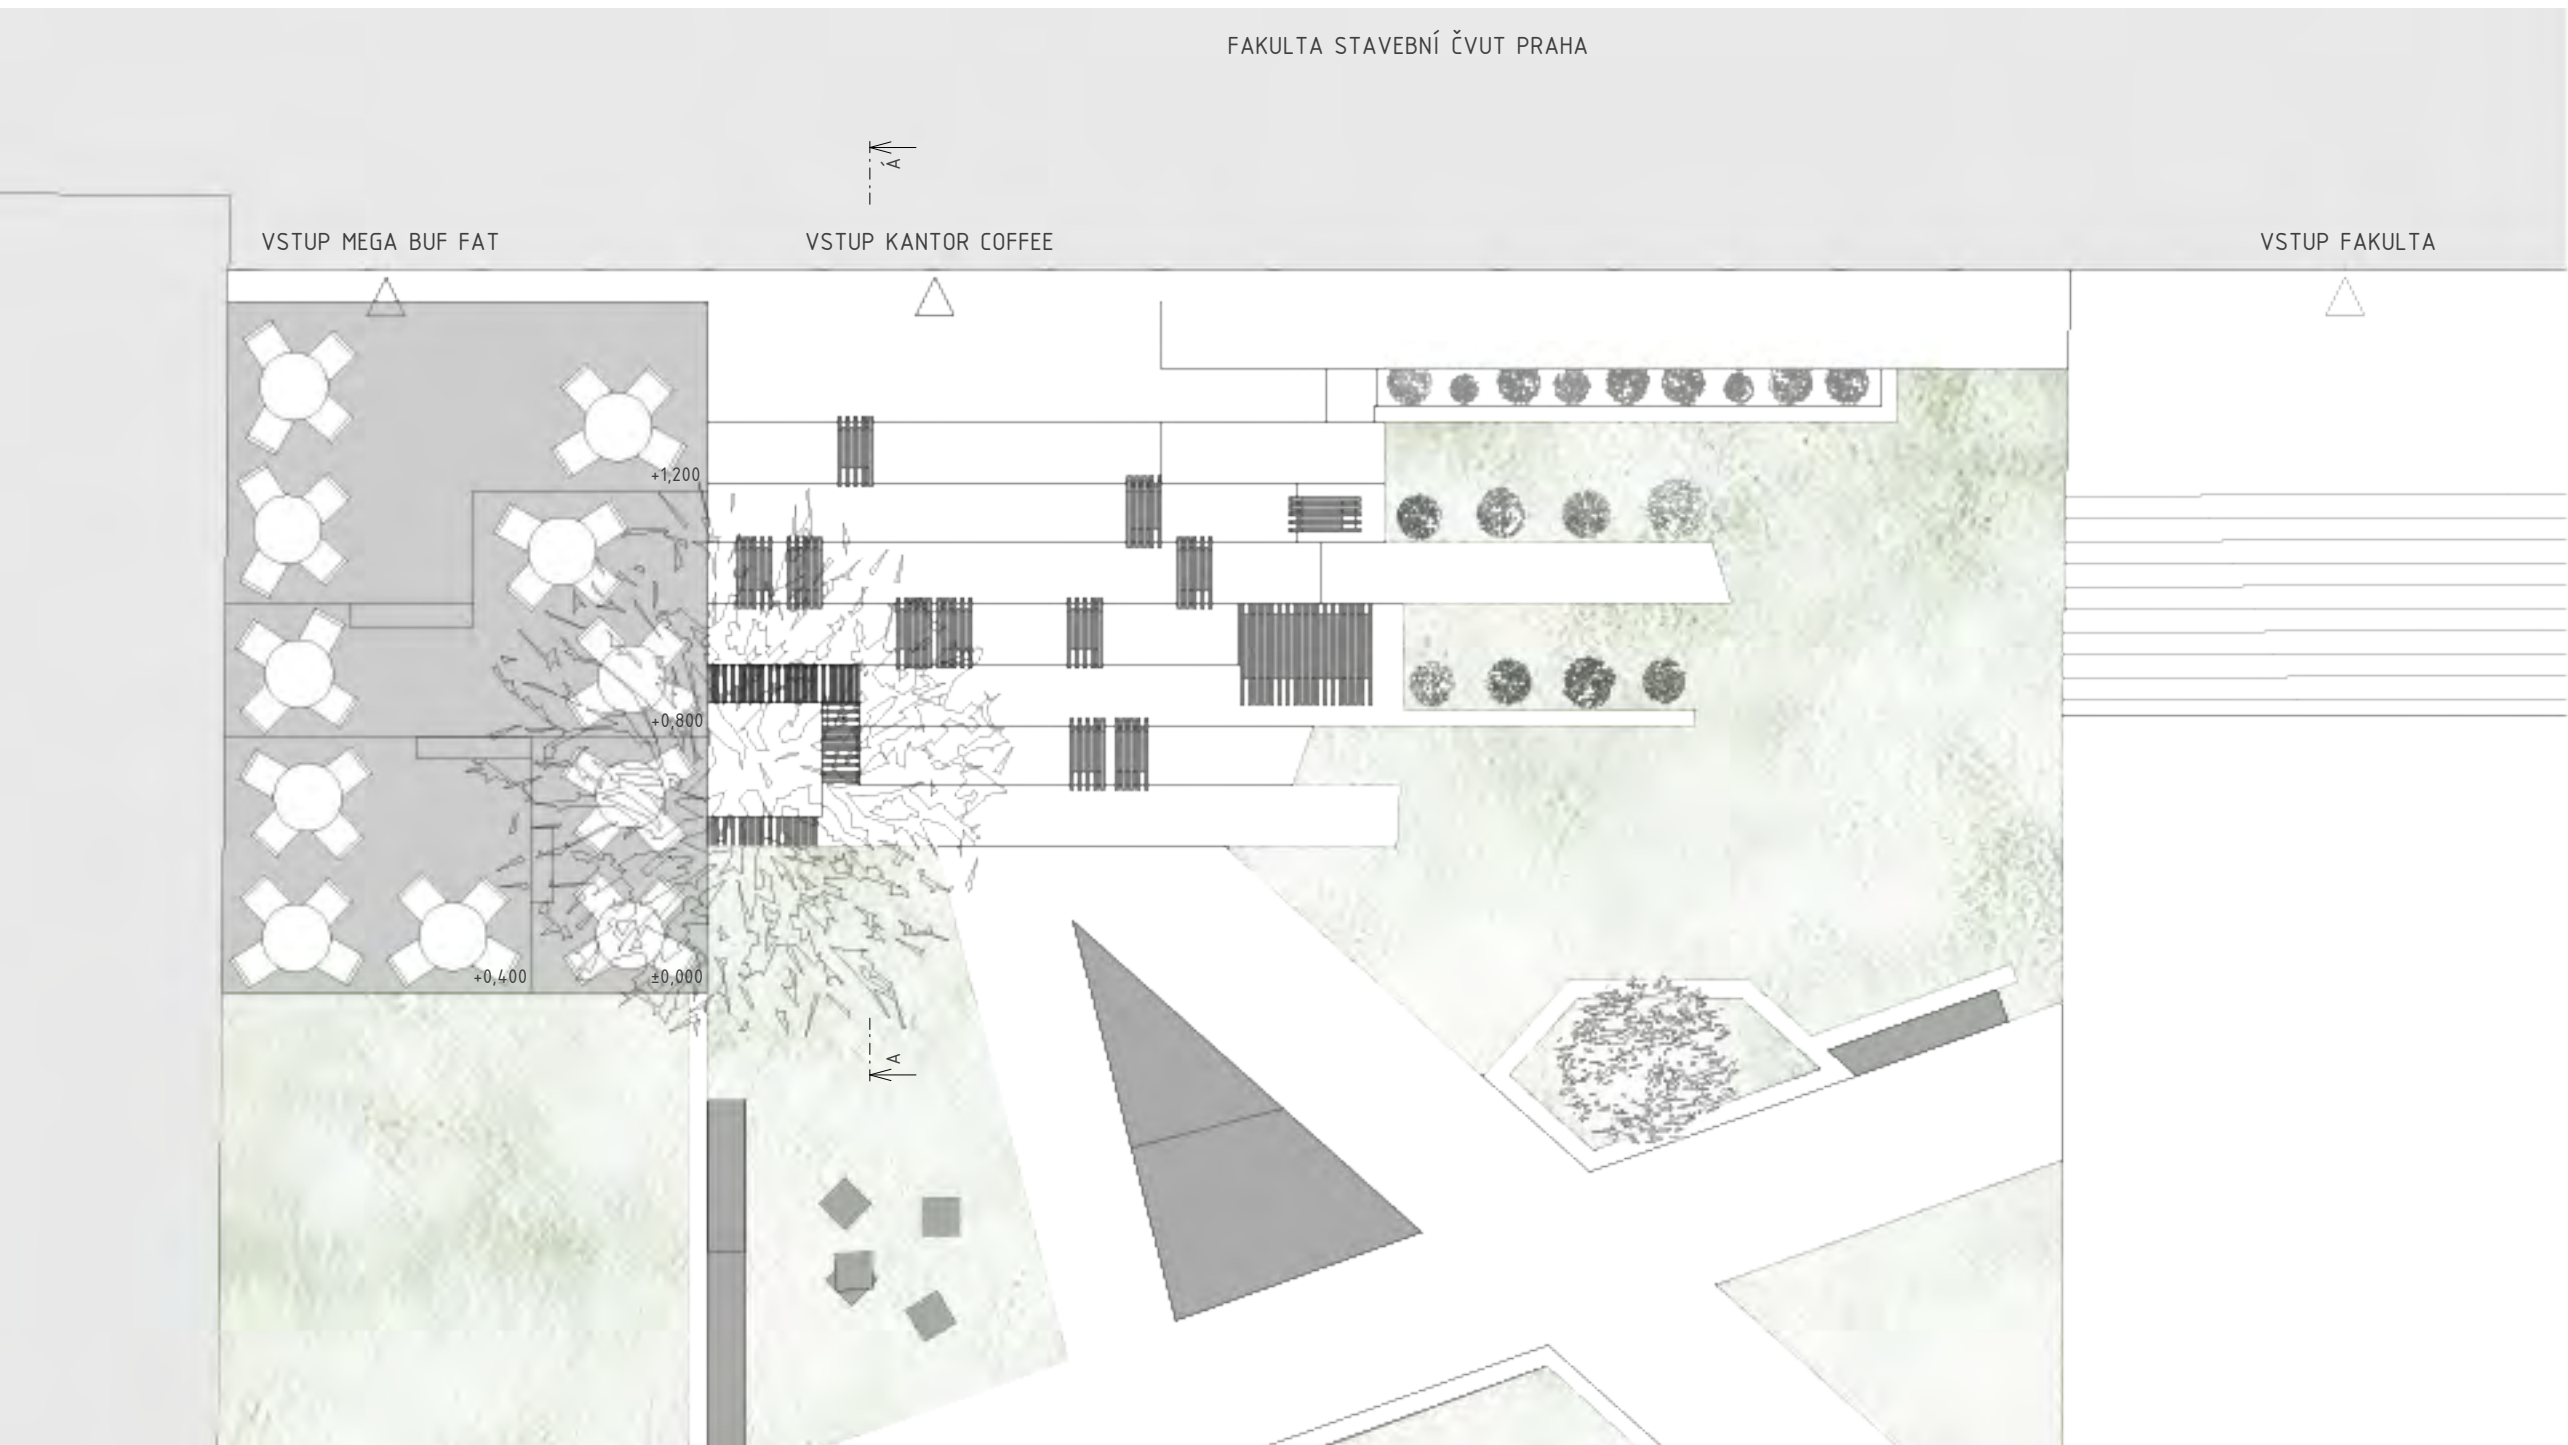 FAKULTA STAVEBNÍ ČVUT PRAHA
A'
VSTUP MEGA BUF FAT
VSTUP KANTOR COFFEE
VSTUP FAKULTA
+1,200
+0,800
+0,400
±0,000
A